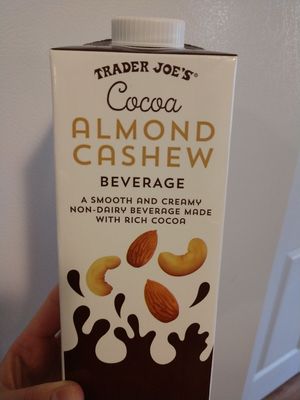 TRADER JOE'S®
Cocoa
ALMOND
CASHEW
BEVERAGE
A SMOOTH AND CREAMY
NON-DAIRY BEVERAGE MADE
WITH RICH COCOA